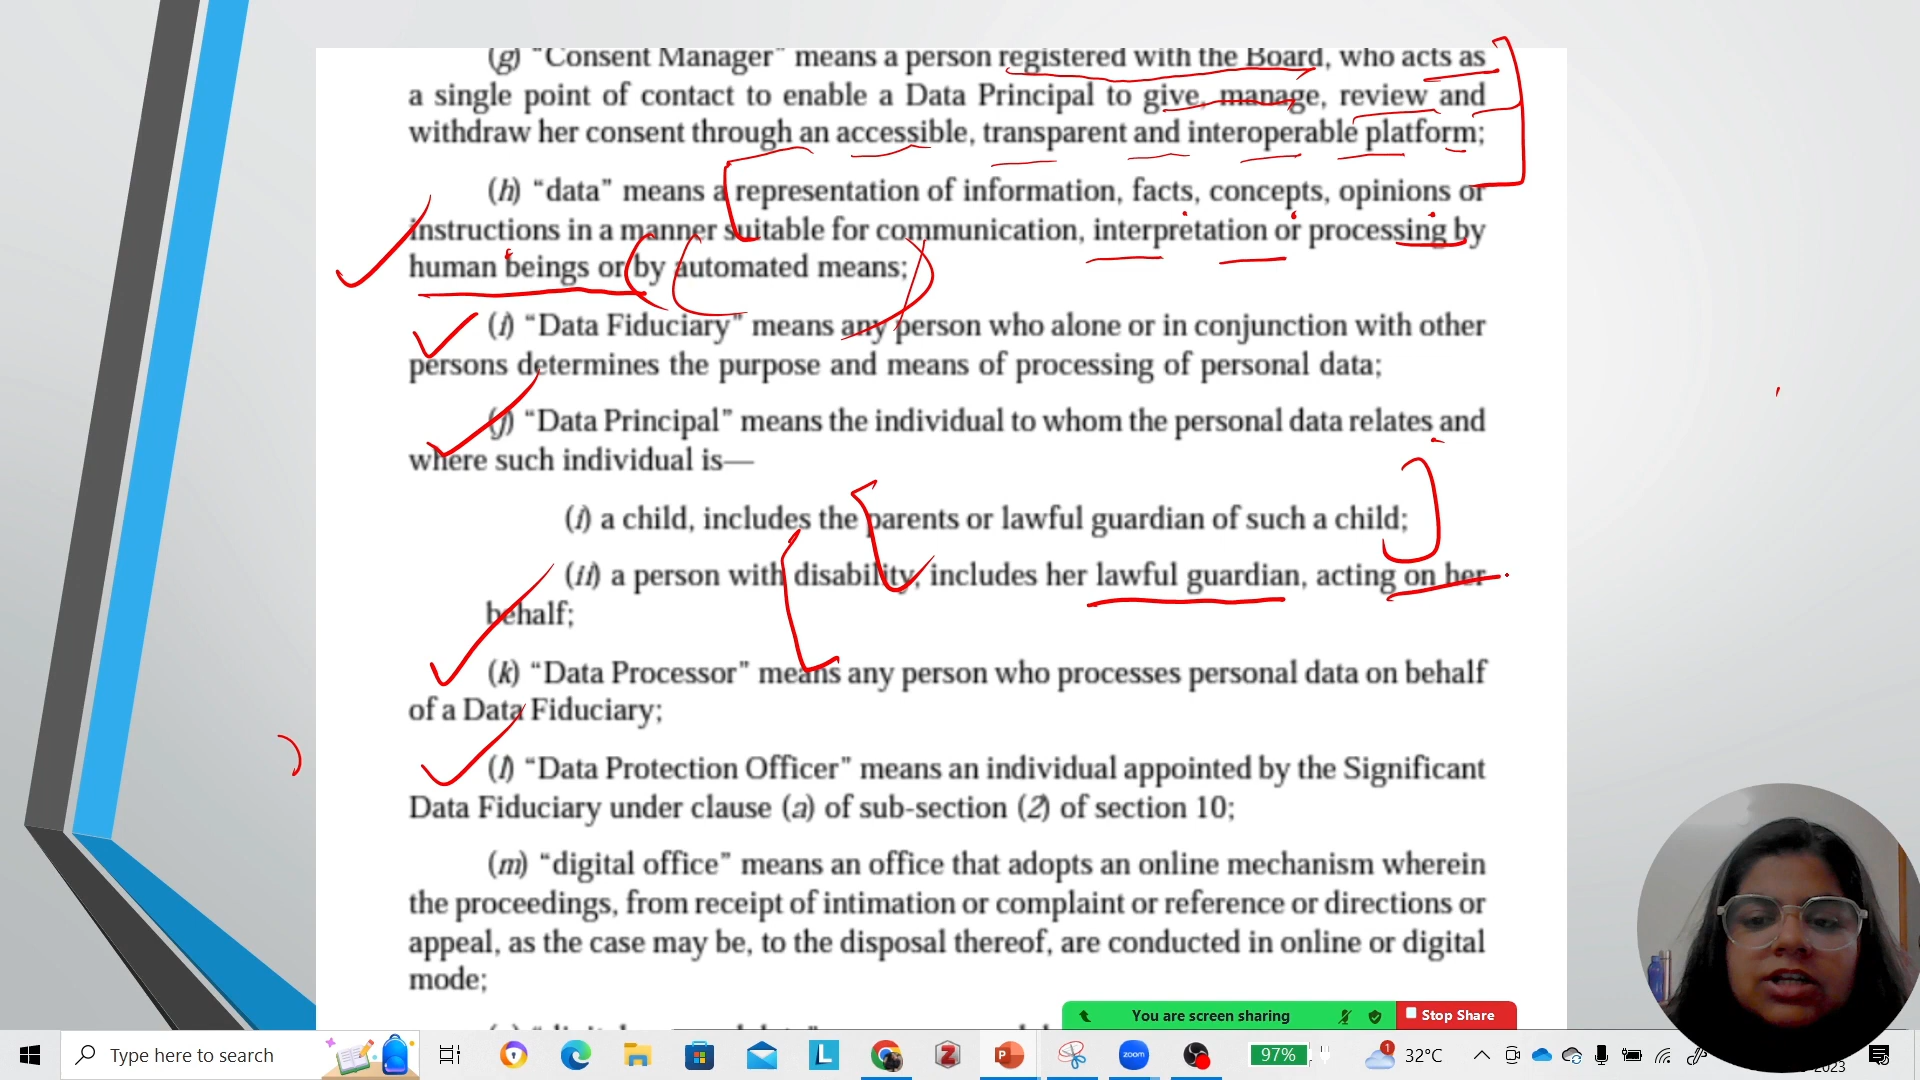 (g) “Consent Manager” means a person registered with the Board, who acts as
a single point of contact to enable a Data Principal to give, manage, review and
withdraw her consent through an accessible, transparent and interoperable platform;
(h) “data” means a representation of information, facts, concepts, opinions or
instructions in a manner suitable for communication, interpretation or processing by
human beings or by automated means;
(i) “Data Fiduciary” means any person who alone or in conjunction with other
persons determines the purpose and means of processing of personal data;
(j) “Data Principal” means the individual to whom the personal data relates and
where such individual is—
(i) a child, includes the parents or lawful guardian of such a child;
(ii) a person with disability, includes her lawful guardian, acting on her
behalf;
(k) “Data Processor” means any person who processes personal data on behalf
of a Data Fiduciary;
(l) “Data Protection Officer” means an individual appointed by the Significant
Data Fiduciary under clause (a) of sub-section (2) of section 10;
(m) “digital office” means an office that adopts an online mechanism wherein
the proceedings, from receipt of intimation or complaint or reference or directions or
appeal, as the case may be, to the disposal thereof, are conducted in online or digital
mode;
You are screen sharing
Stop Share
Type here to search
L
Z
P
zoom
97%
1
32°C
2023